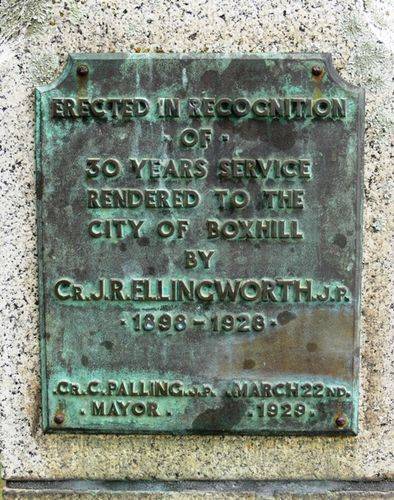 ERECTED IN RECOGNITION
· OF ·
30 YEARS SERVICE
RENDERED TO THE
CITY OF BOXHILL
BY
CR. J. R. ELLINGWORTH. J.P.
· 1898 - 1928 ·
. CR. C. PALLING. J.P. . MARCH 22ND.
. MAYOR . . 1929 .